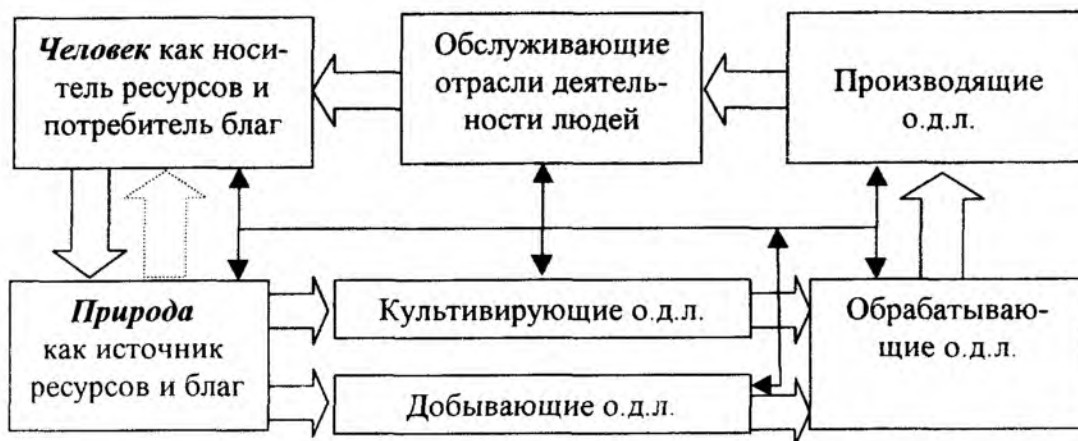 Человек как носи-
тель ресурсов и
потребитель благ
Обслуживающие
отрасли деятель-
ности людей
Производящие
о.д.л.
Природа
как источник
ресурсов и благ
Культивирующие о.д.л.
Добывающие о.д.л.
Обрабатываю-
щие о.д.л.